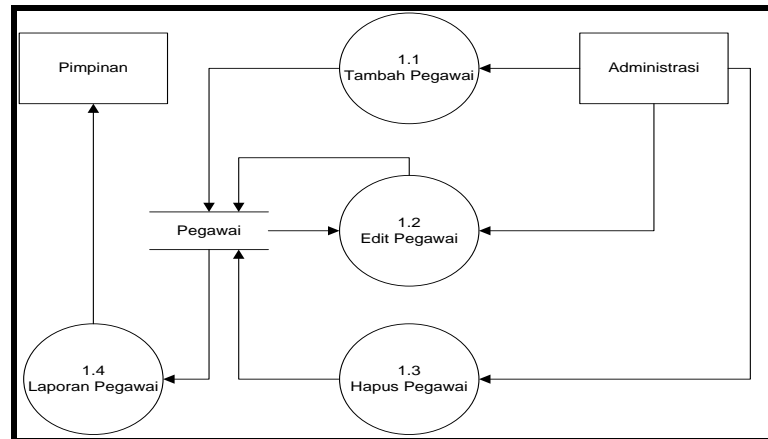 Pimpinan
1.1
Tambah Pegawai
Administrasi
Pegawai
1.2
Edit Pegawai
1.4
Laporan Pegawai
1.3
Hapus Pegawai